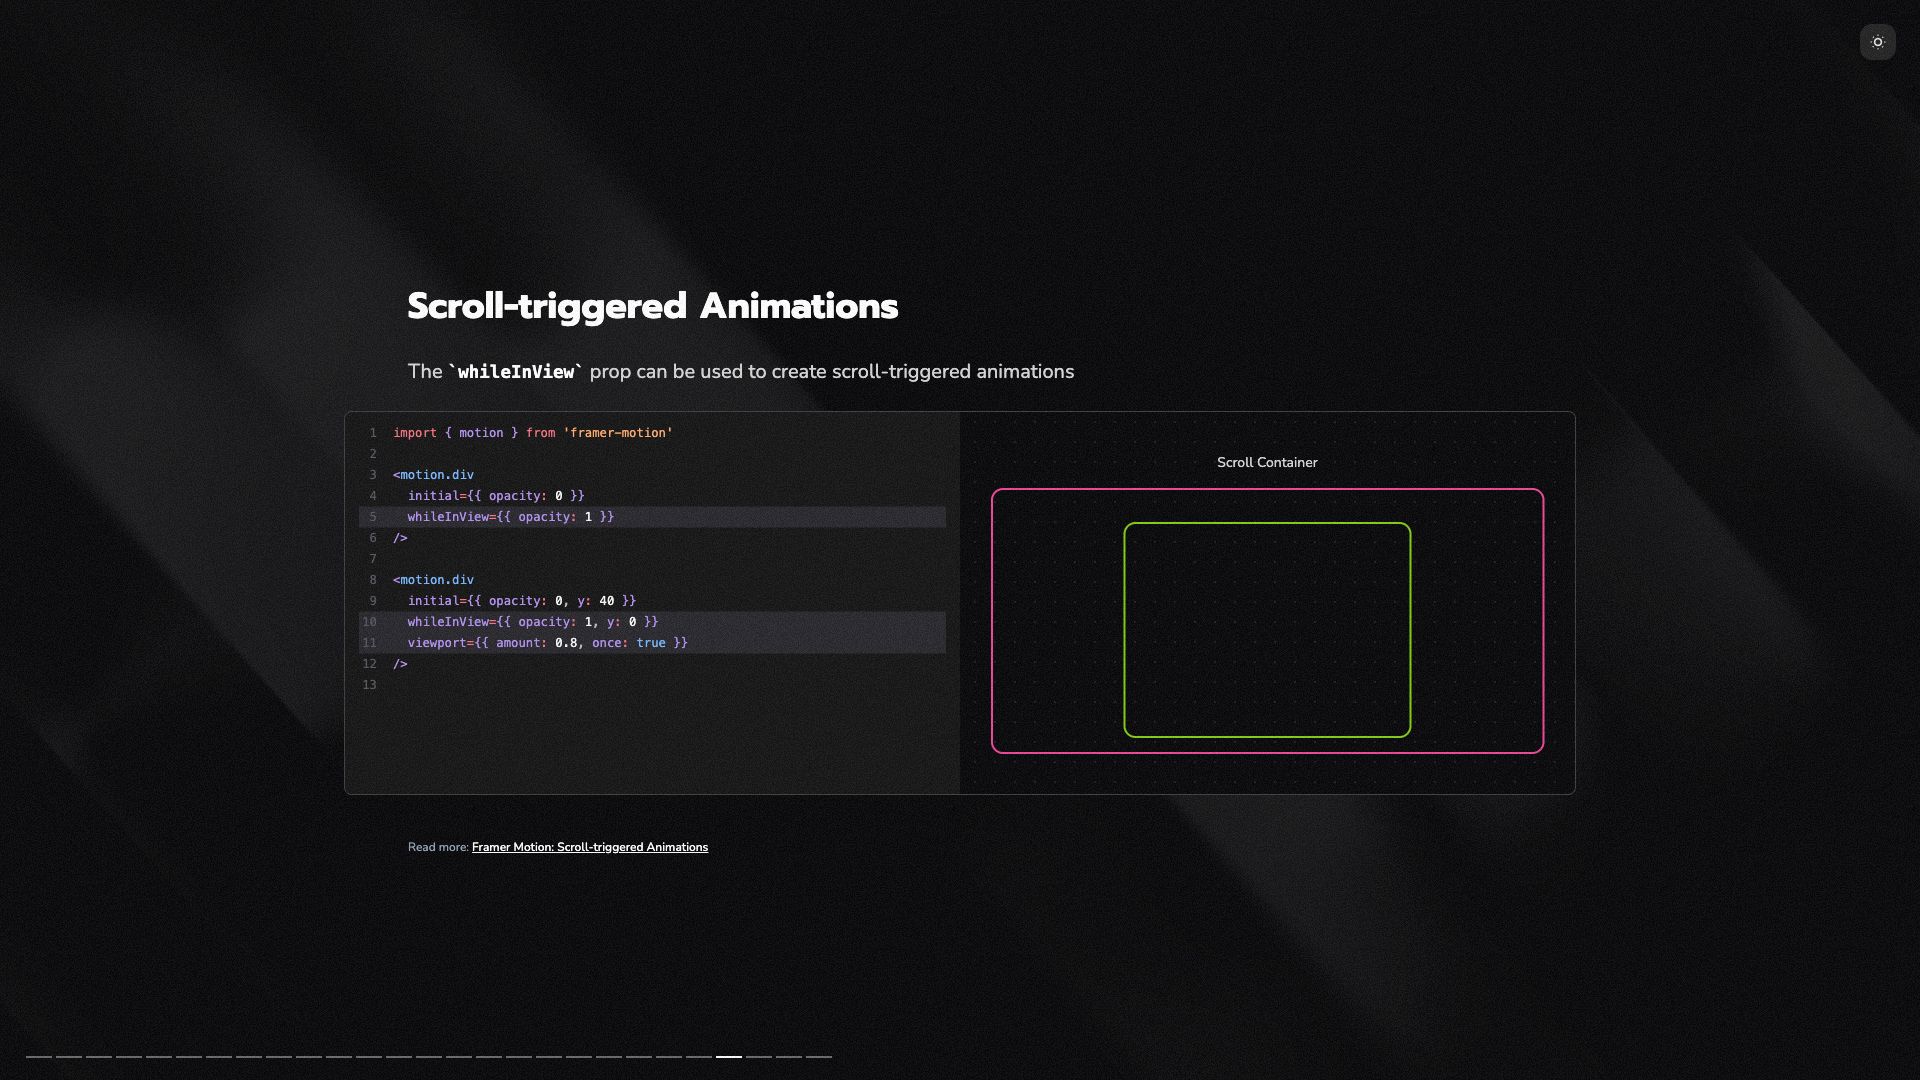 Scroll-triggered Animations
The `whileInView` prop can be used to create scroll-triggered animations
1 import { motion } from 'framer-motion'
2
3 <motion.div
4   initial={{ opacity: 0 }}
5   whileInView={{ opacity: 1 }}
6 />
7
8 <motion.div
9   initial={{ opacity: 0, y: 40 }}
10   whileInView={{ opacity: 1, y: 0 }}
11   viewport={{ amount: 0.8, once: true }}
12 />
13
Scroll Container
Read more: Framer Motion: Scroll-triggered Animations